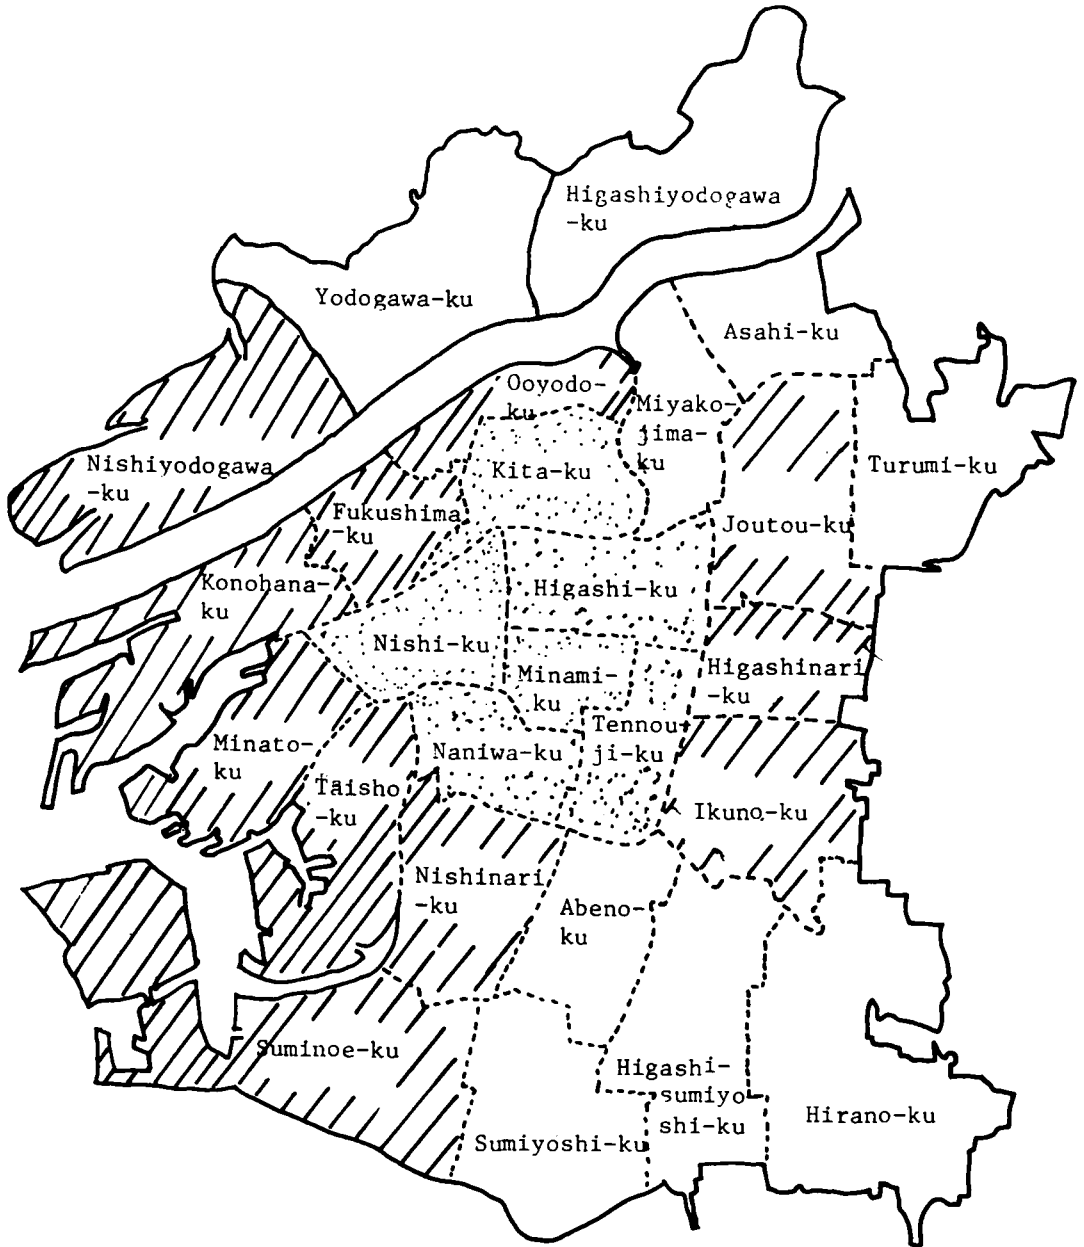 Higashiyodogawa
-ku
Yodogawa-ku
Asahi-ku
Ooyodo-
ku
Miyako-
jima-
ku
Nishiyodogawa
-ku
Kita-ku
Turumi-ku
Fukushima
-ku
Joutou-ku
Konohana-
ku
Higashi-ku
Nishi-ku
Minami-
ku
Higashinari
-ku
Minato-
ku
Naniwa-ku
Tennou-
ji-ku
Taisho
-ku
Ikuno-ku
Nishinari
-ku
Abeno-
ku
Suminoe-ku
Higashi-
sumiyo
shi-ku
Hirano-ku
Sumiyoshi-ku